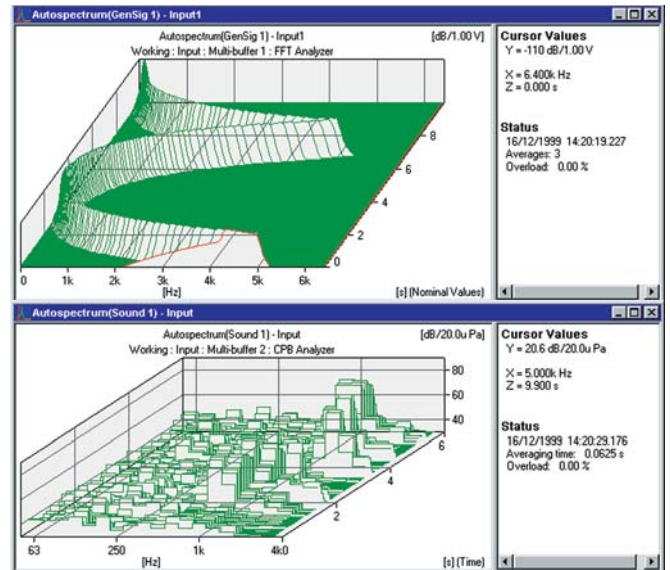 Autospectrum(GenSig 1) - Input1
Autospectrum(GenSig 1) - Input1
[dB/1.00 V]
Working : Input : Multi-buffer 1 : FFT Analyzer
8
6
4
2
0
0 1k 2k 3k 4k 5k 6k
[Hz]
[s] (Nominal Values)
Cursor Values
Y = -110 dB/1.00 V
X = 6.400k Hz
Z = 0.000 s
Status
16/12/1999 14:20:19.227
Averages: 3
Overload: 0.00 %
Autospectrum(Sound 1) - Input
Autospectrum(Sound 1) - Input
[dB/20.0u Pa]
Working : Input : Multi-buffer 2 : CPB Analyzer
80
60
40
6
4
2
63 250 1k 4k0
[Hz]
[s] (Time)
Cursor Values
Y = 20.6 dB/20.0u Pa
X = 5.000k Hz
Z = 9.900 s
Status
16/12/1999 14:20:29.176
Averaging time: 0.0625 s
Overload: 0.00 %